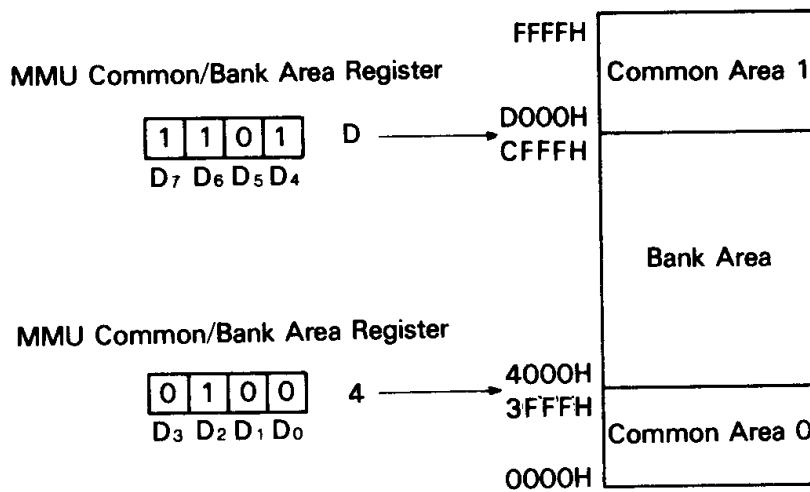 FFFFH
Common Area 1
MMU Common/Bank Area Register
1 1 0 1 D
D000H
CFFFH
D7 D6 D5 D4
Bank Area
MMU Common/Bank Area Register
0 1 0 0 4
4000H
3FFFH
D3 D2 D1 D0
Common Area 0
0000H